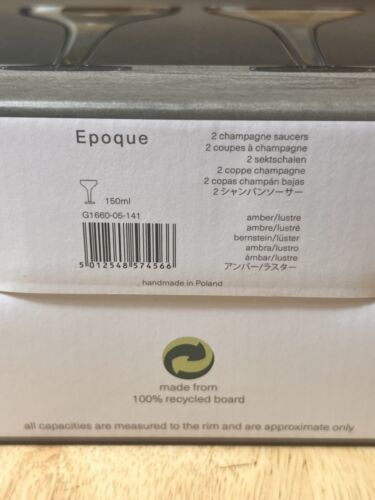 Epoque
150ml
G1660-05-141
5 012548 574566
2 champagne saucers
2 coupes à champagne
2 sektschalen
2 coppe champagne
2 copas champán bajas
2 シャンパンソーサー
amber/lustre
ambre/lustré
bernstein/lüster
ambra/lustro
ámbar/lustre
アンバー/ラスター
handmade in Poland
made from
100% recycled board
all capacities are measured to the rim and are approximate only